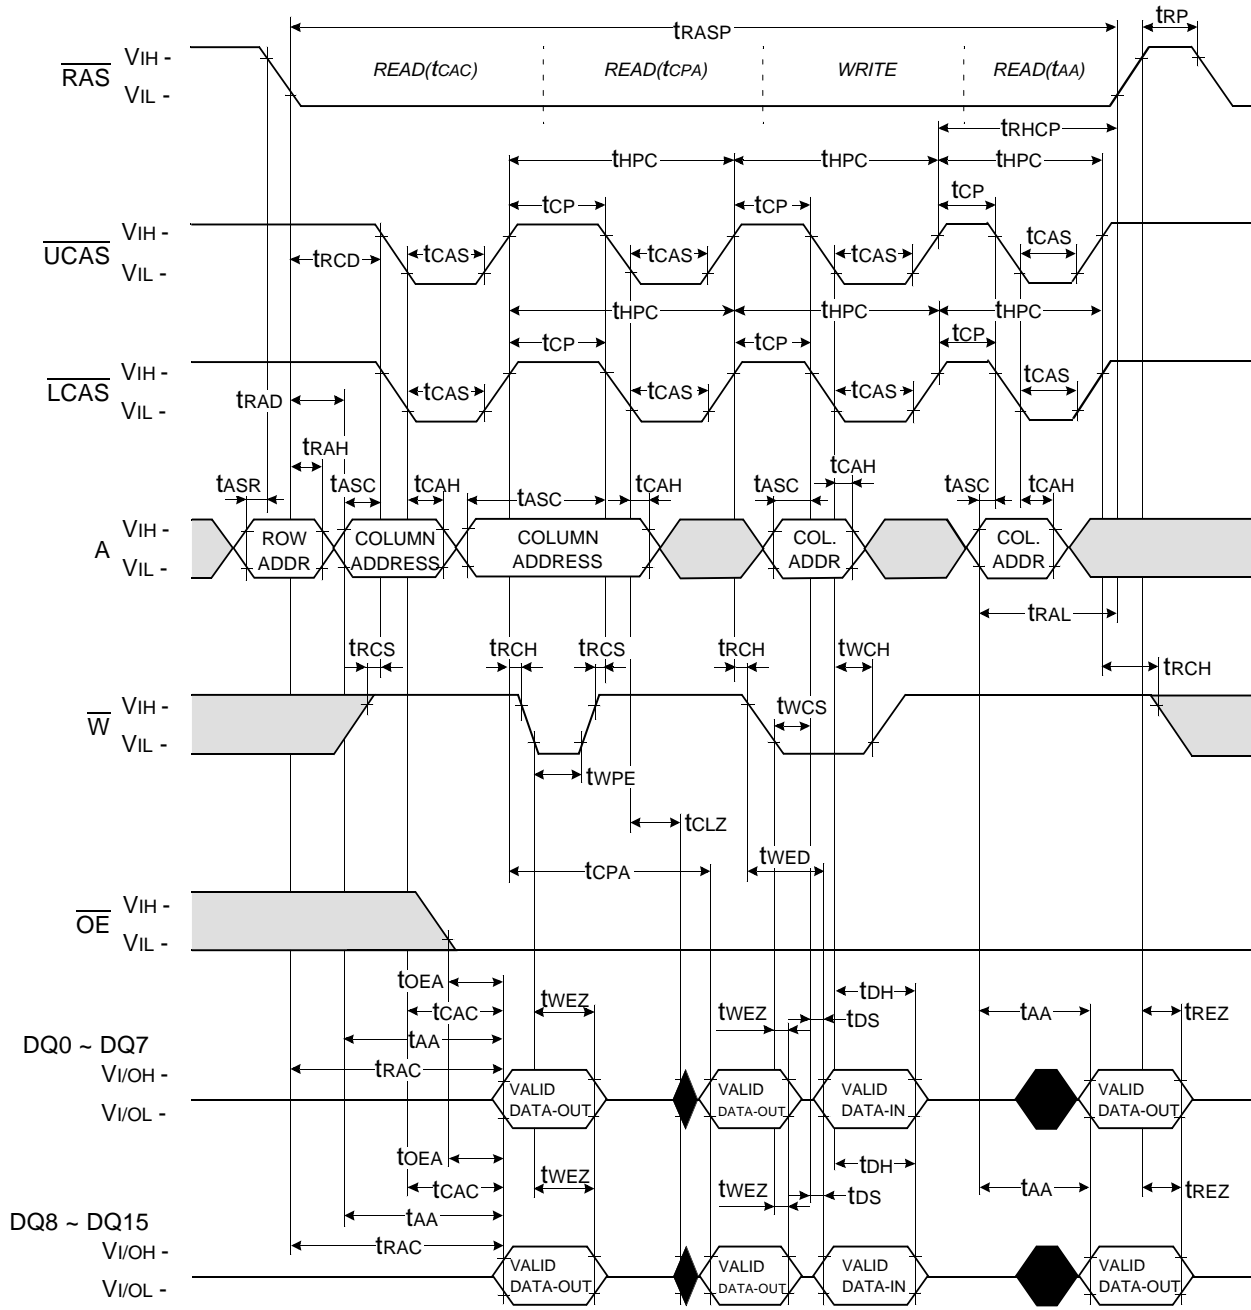 tRASP tRP
RAS VIH - VIL -
READ(tCAC) READ(tCPA) WRITE READ(tAA)
tRHCP
tHPC tHPC tHPC
tCP tCP tCP
UCAS VIH - VIL -
tRCD tCAS tCAS tCAS tCAS
tHPC tHPC tHPC
tCP tCP tCP
LCAS VIH - VIL -
tCAS tCAS tCAS tCAS
tRAD
tRAH
tASR tASC tCAH tASC tCAH tASC tCAH tASC tCAH
A VIH - VIL -
ROW ADDR
COLUMN ADDRESS
COLUMN ADDRESS
COL. ADDR
COL. ADDR
tRAL
tRCS tRCH tRCS tRCH tWCH tRCH
W VIH - VIL -
tWCS
tWPE
tCLZ
tCPA tWED
OE VIH - VIL -
tOEA tWEZ tDH
tCAC tWEZ tDS tAA tREZ
tAA
DQ0 ~ DQ7
tRAC
VI/OH -
VI/OL -
VALID DATA-OUT
VALID DATA-OUT
VALID DATA-IN
VALID DATA-OUT
tOEA tWEZ tDH
tCAC tWEZ tDS tAA tREZ
tAA
DQ8 ~ DQ15
tRAC
VI/OH -
VI/OL -
VALID DATA-OUT
VALID DATA-OUT
VALID DATA-IN
VALID DATA-OUT